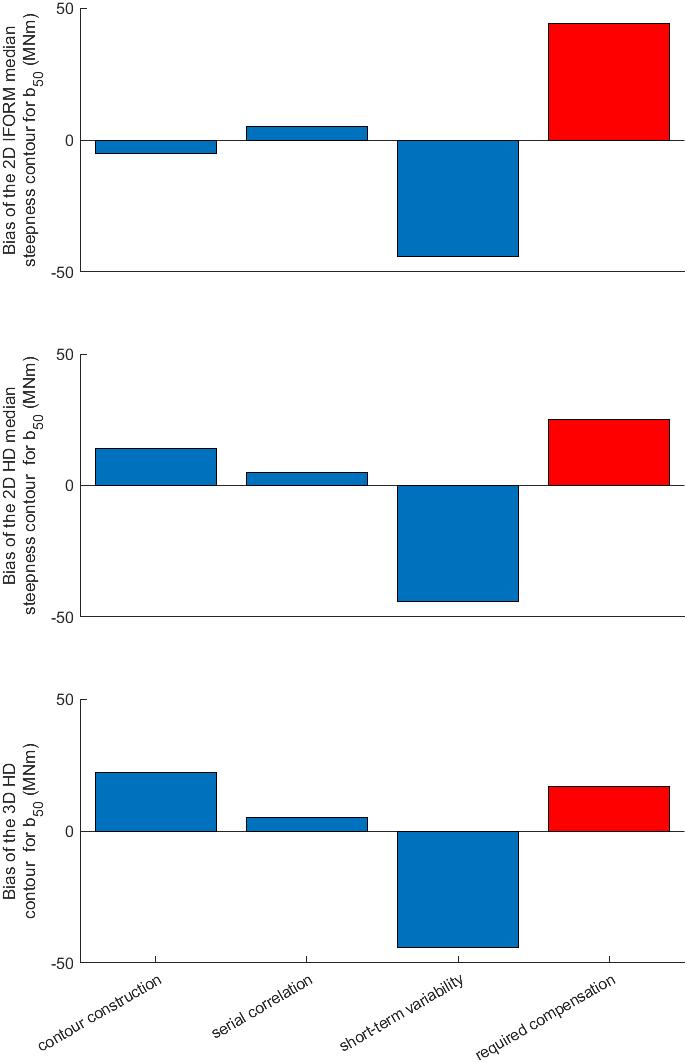 Bias of the 2D IFORM median
steepness contour for b50 (MNm)
50
0
-50
Bias of the 2D HD median
steepness contour for b50 (MNm)
50
0
-50
Bias of the 3D HD
contour for b50 (MNm)
50
0
-50
contour construction
serial correlation
short-term variability
required compensation